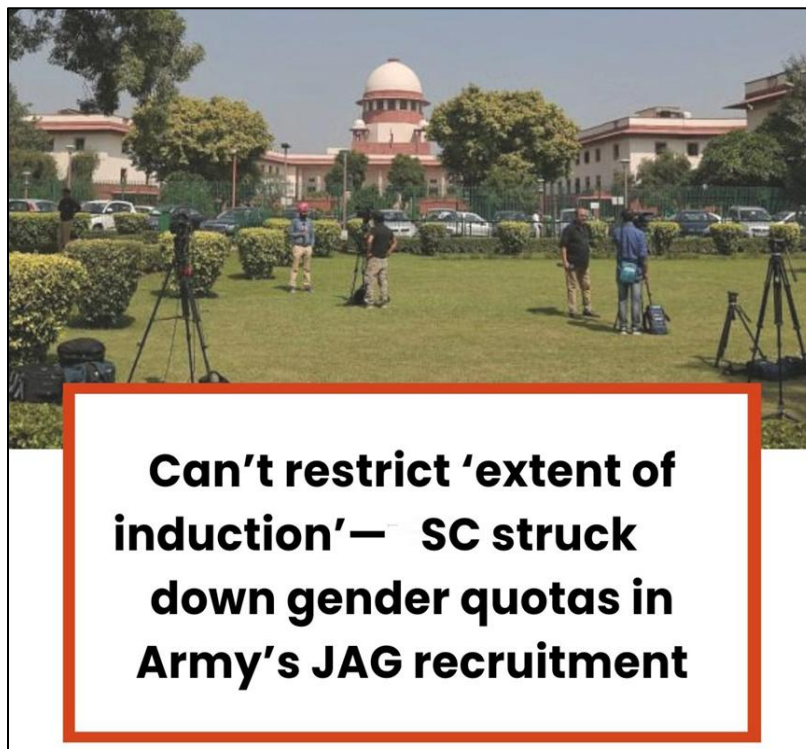 Can’t restrict ‘extent of
induction’— SC struck
down gender quotas in
Army’s JAG recruitment